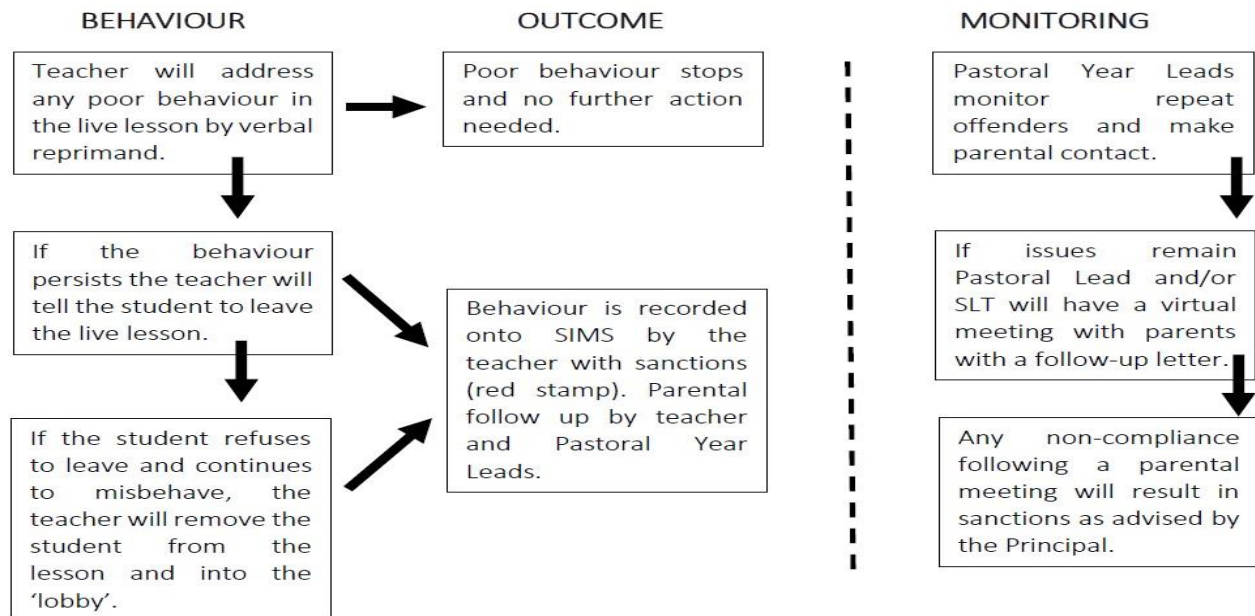 BEHAVIOUR
OUTCOME
MONITORING
Teacher will address
any poor behaviour in
the live lesson by verbal
reprimand.
Poor behaviour stops
and no further action
needed.
Pastoral Year Leads
monitor repeat
offenders and make
parental contact.
If the behaviour
persists the teacher will
tell the student to leave
the live lesson.
Behaviour is recorded
onto SIMS by the
teacher with sanctions
(red stamp). Parental
follow up by teacher
and Pastoral Year
Leads.
If issues remain
Pastoral Lead and/or
SLT will have a virtual
meeting with parents
with a follow-up letter.
If the student refuses
to leave and continues
to misbehave, the
teacher will remove the
student from the
lesson and into the
‘lobby’.
Any non-compliance
following a parental
meeting will result in
sanctions as advised by
the Principal.